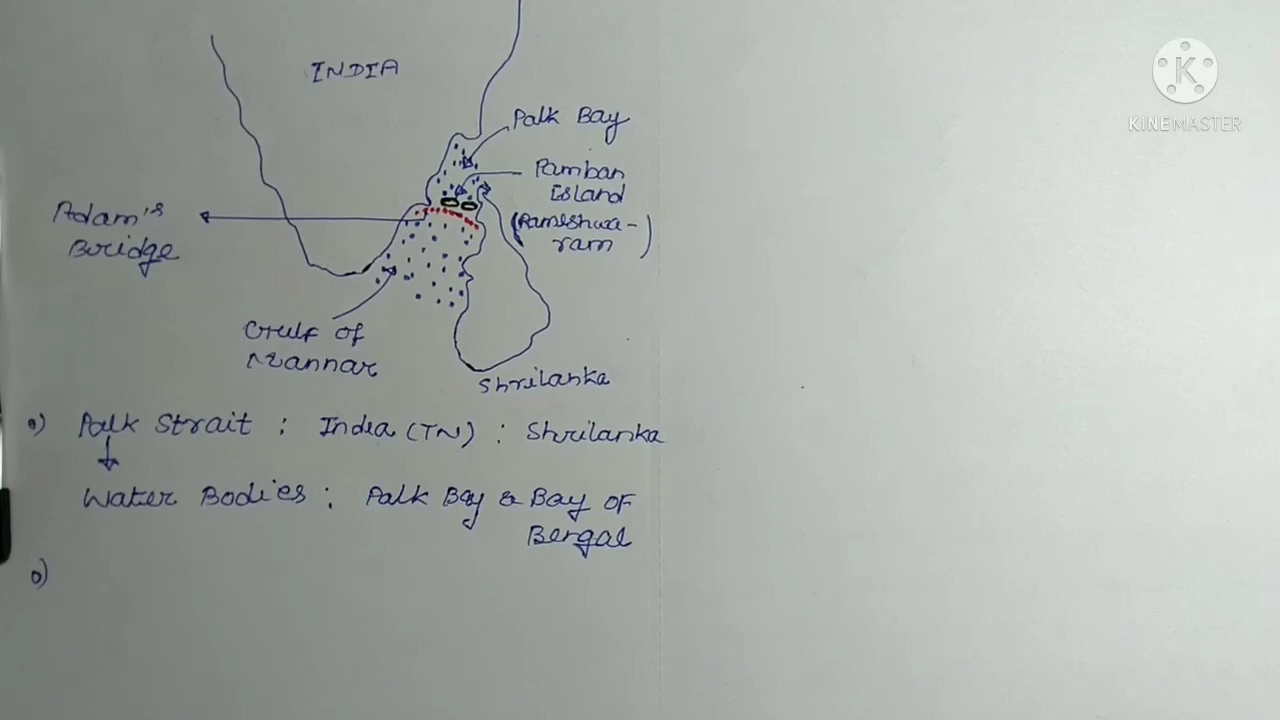 INDIA
Palk Bay
Pamban
Island
(Rameshwa-
ram)
Adam's
Bridge
Gulf of
Mannar
Shrilanka
o) Palk Strait : India (TN) : Shrilanka
Water Bodies : Palk Bay & Bay of
Bengal
o)
K
KINEMASTER